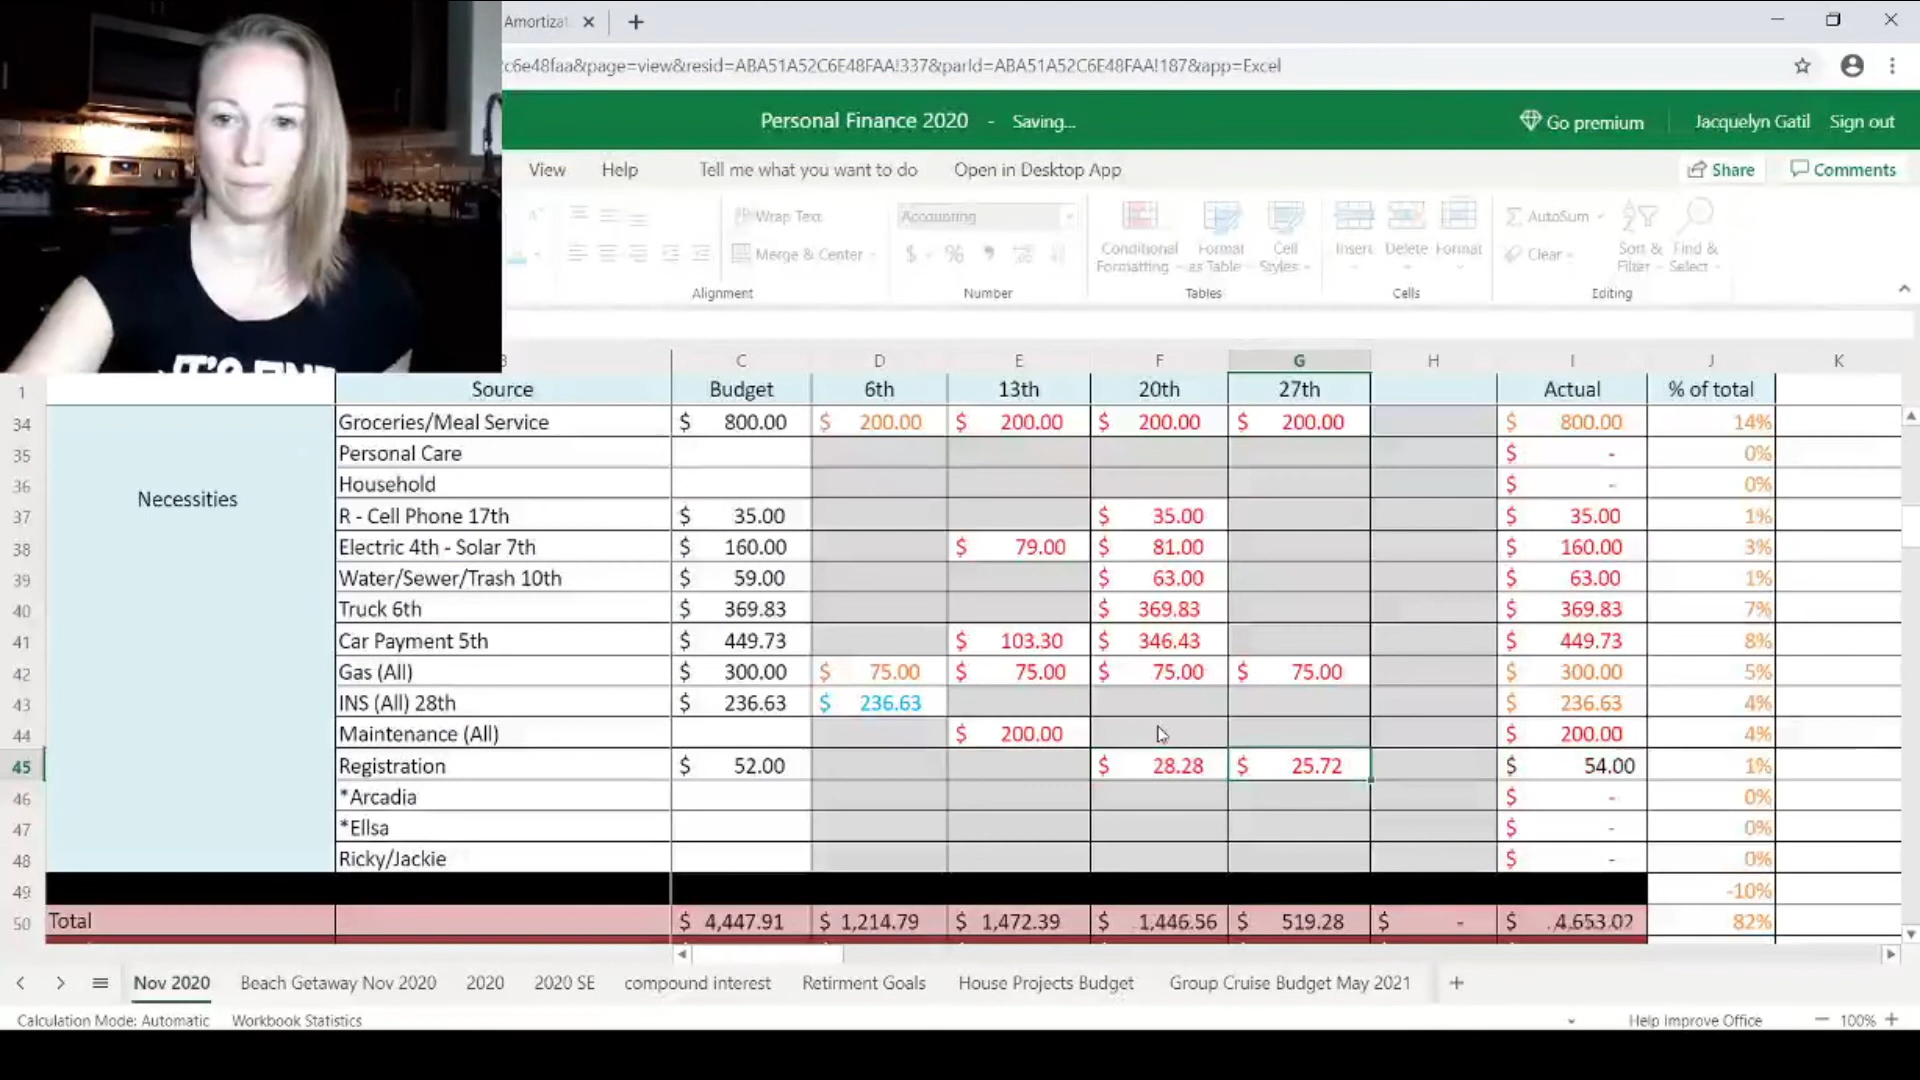 Amortizat
c6e48faa&page=view&resid=ABA51A52C6E48FAA!337&parId=ABA51A52C6E48FAA!187&app=Excel
Personal Finance 2020 - Saving...
Go premium
Jacquelyn Gatil Sign out
View Help Tell me what you want to do Open in Desktop App
Share Comments
Wrap Text Accounting AutoSum
Merge & Center $ % Conditional Formatting Format as Table Cell Styles Insert Delete Format Clear Sort & Filter Find & Select
Alignment Number Tables Cells Editing
C D E F G H I J K
1 Source Budget 6th 13th 20th 27th Actual % of total
34 Groceries/Meal Service $ 800.00 $ 200.00 $ 200.00 $ 200.00 $ 200.00 $ 800.00 14%
35 Personal Care $ - 0%
36 Household $ - 0%
Necessities
37 R - Cell Phone 17th $ 35.00 $ 35.00 $ 35.00 1%
38 Electric 4th - Solar 7th $ 160.00 $ 79.00 $ 81.00 $ 160.00 3%
39 Water/Sewer/Trash 10th $ 59.00 $ 63.00 $ 63.00 1%
40 Truck 6th $ 369.83 $ 369.83 $ 369.83 7%
41 Car Payment 5th $ 449.73 $ 103.30 $ 346.43 $ 449.73 8%
42 Gas (All) $ 300.00 $ 75.00 $ 75.00 $ 75.00 $ 75.00 $ 300.00 5%
43 INS (All) 28th $ 236.63 $ 236.63 $ 236.63 4%
44 Maintenance (All) $ 200.00 $ 200.00 4%
45 Registration $ 52.00 $ 28.28 $ 25.72 $ 54.00 1%
46 *Arcadia $ - 0%
47 *Ellsa $ - 0%
48 Ricky/Jackie $ - 0%
49 -10%
50 Total $ 4,447.91 $ 1,214.79 $ 1,472.39 $ 1,446.56 $ 519.28 $ - $ 4,653.02 82%
Nov 2020 Beach Getaway Nov 2020 2020 2020 SE compound interest Retirment Goals House Projects Budget Group Cruise Budget May 2021
Calculation Mode: Automatic Workbook Statistics Help Improve Office 100%